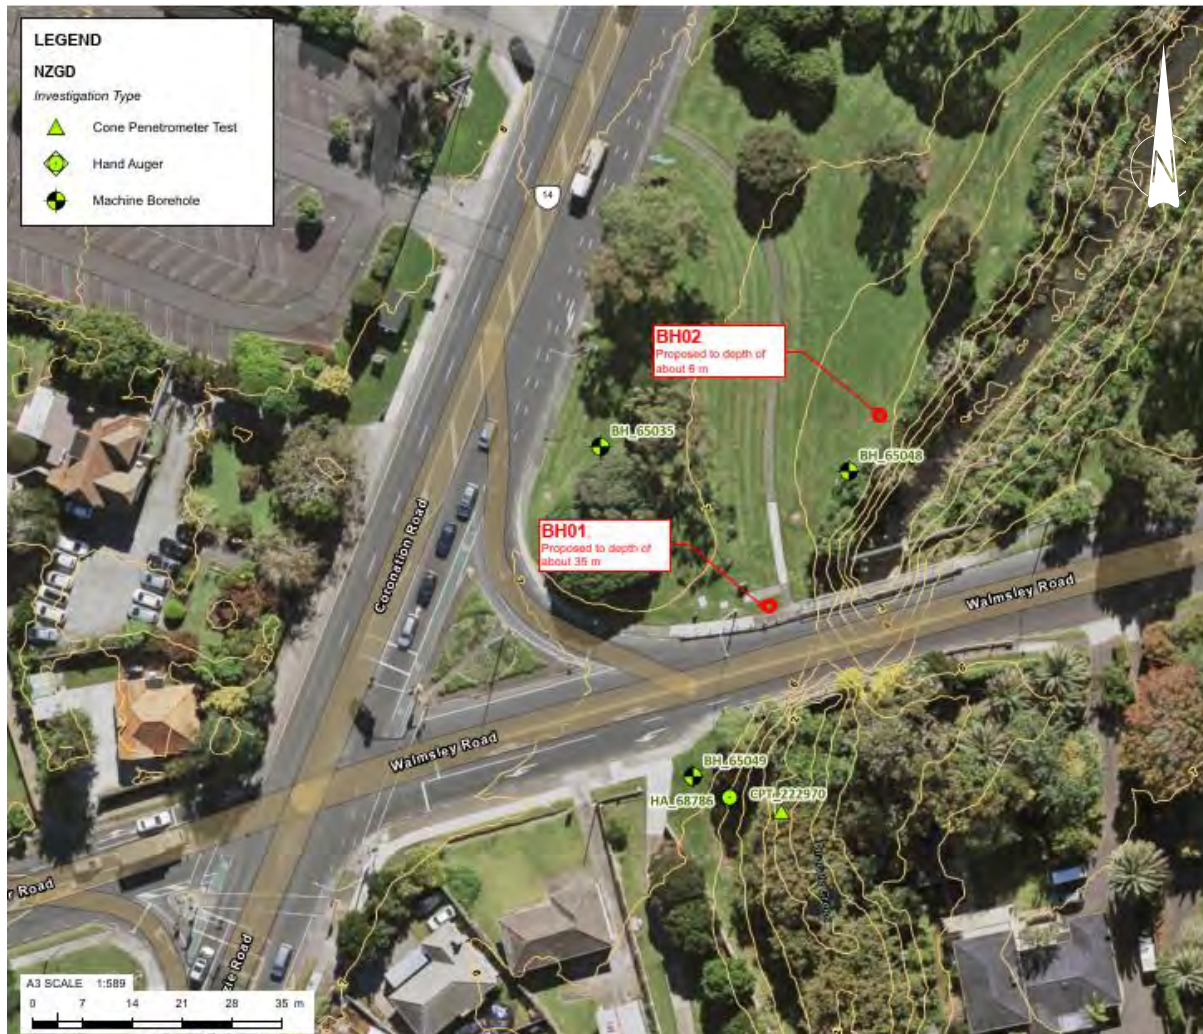 LEGEND
NZGD
Investigation Type
Cone Penetrometer Test
Hand Auger
Machine Borehole
N
14
BH02
Proposed to depth of
about 6 m
BH_65035
BH_65048
BH01
Proposed to depth of
about 35 m
Coronation Road
Walmsley Road
Walmsley Road
BH_65049
HA_68786
CPT_222970
Road
Road
A3 SCALE 1:589
0 7 14 21 28 35 m